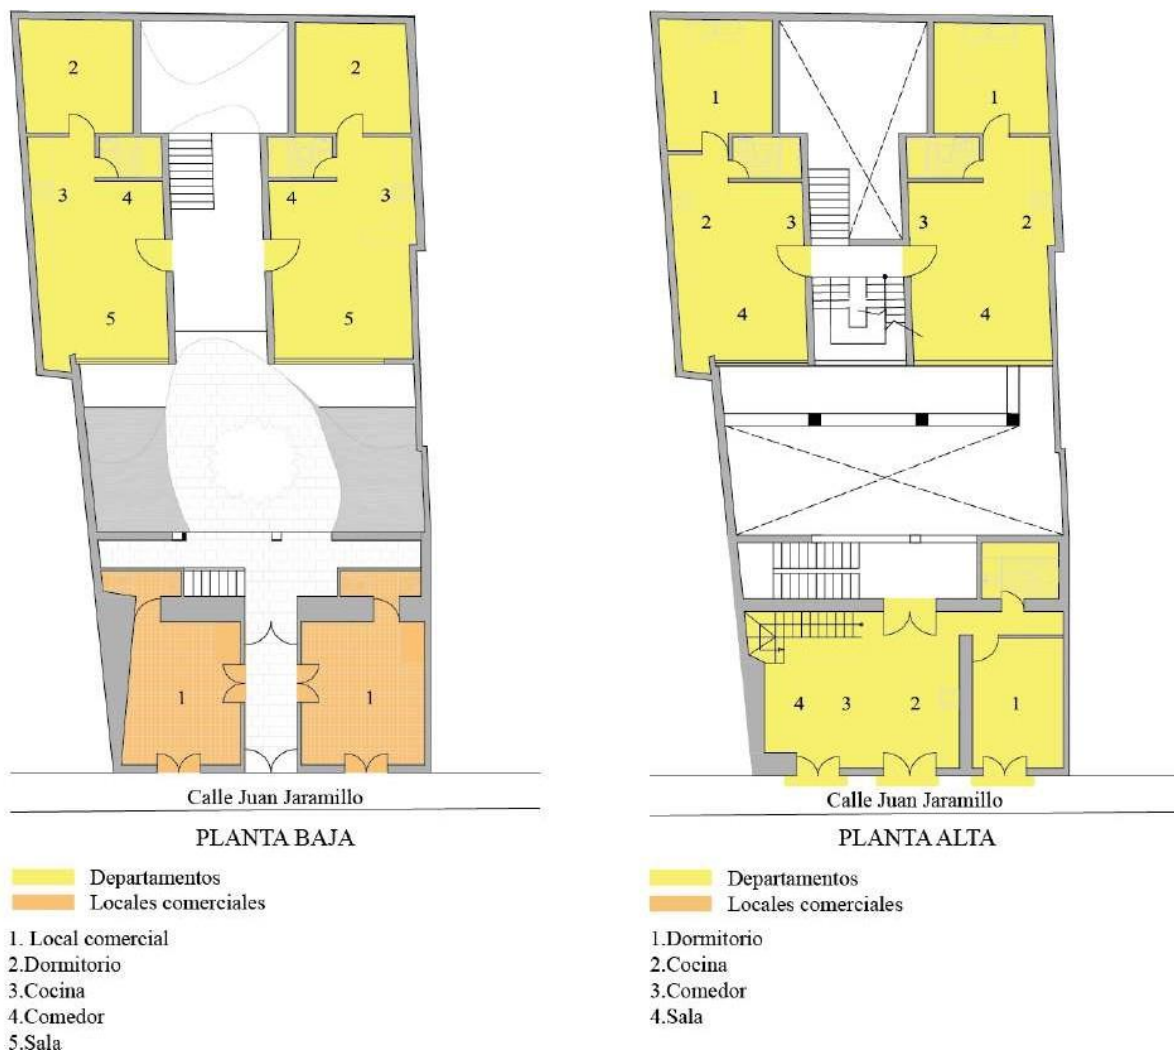 2
2
3
4
4
3
5
5
1
1
Calle Juan Jaramillo
PLANTA BAJA
Departamentos
Locales comerciales
1. Local comercial
2.Dormitorio
3.Cocina
4.Comedor
5.Sala
1
1
2
3
3
2
4
4
4
3
2
1
Calle Juan Jaramillo
PLANTA ALTA
Departamentos
Locales comerciales
1.Dormitorio
2.Cocina
3.Comedor
4.Sala